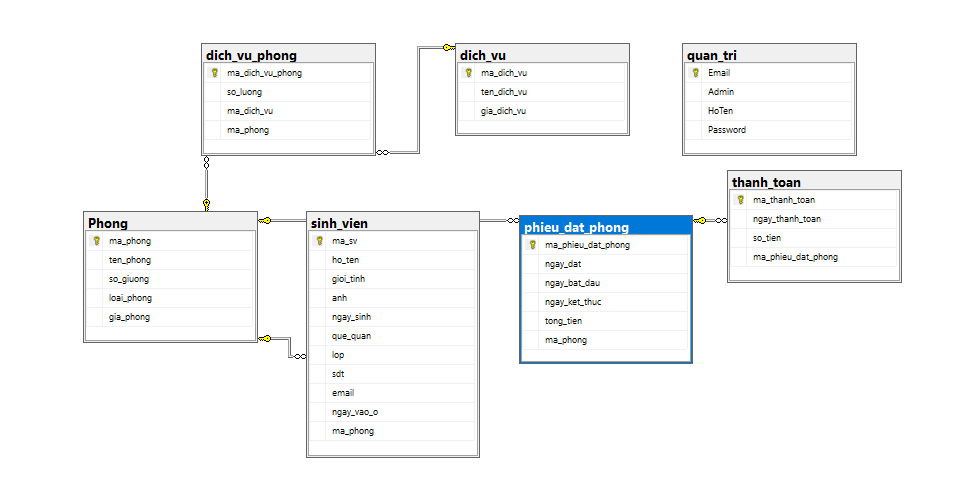 dich_vu_phong
ma_dich_vu_phong
so_luong
ma_dich_vu
ma_phong
dich_vu
ma_dich_vu
ten_dich_vu
gia_dich_vu
quan_tri
Email
Admin
HoTen
Password
thanh_toan
ma_thanh_toan
ngay_thanh_toan
so_tien
ma_phieu_dat_phong
Phong
ma_phong
ten_phong
so_giuong
loai_phong
gia_phong
sinh_vien
ma_sv
ho_ten
gioi_tinh
anh
ngay_sinh
que_quan
lop
sdt
email
ngay_vao_o
ma_phong
phieu_dat_phong
ma_phieu_dat_phong
ngay_dat
ngay_bat_dau
ngay_ket_thuc
tong_tien
ma_phong